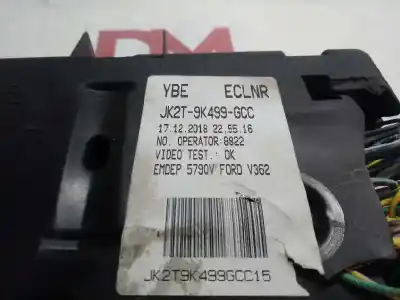 DM
YBE ECLNR
JK2T-9K499-GCC
17.12.2018 22.55.16
NO. OPERATOR:8822
VIDEO TEST.: OK
EMDEP 5790V FORD V362
JK2T9K499GCC15